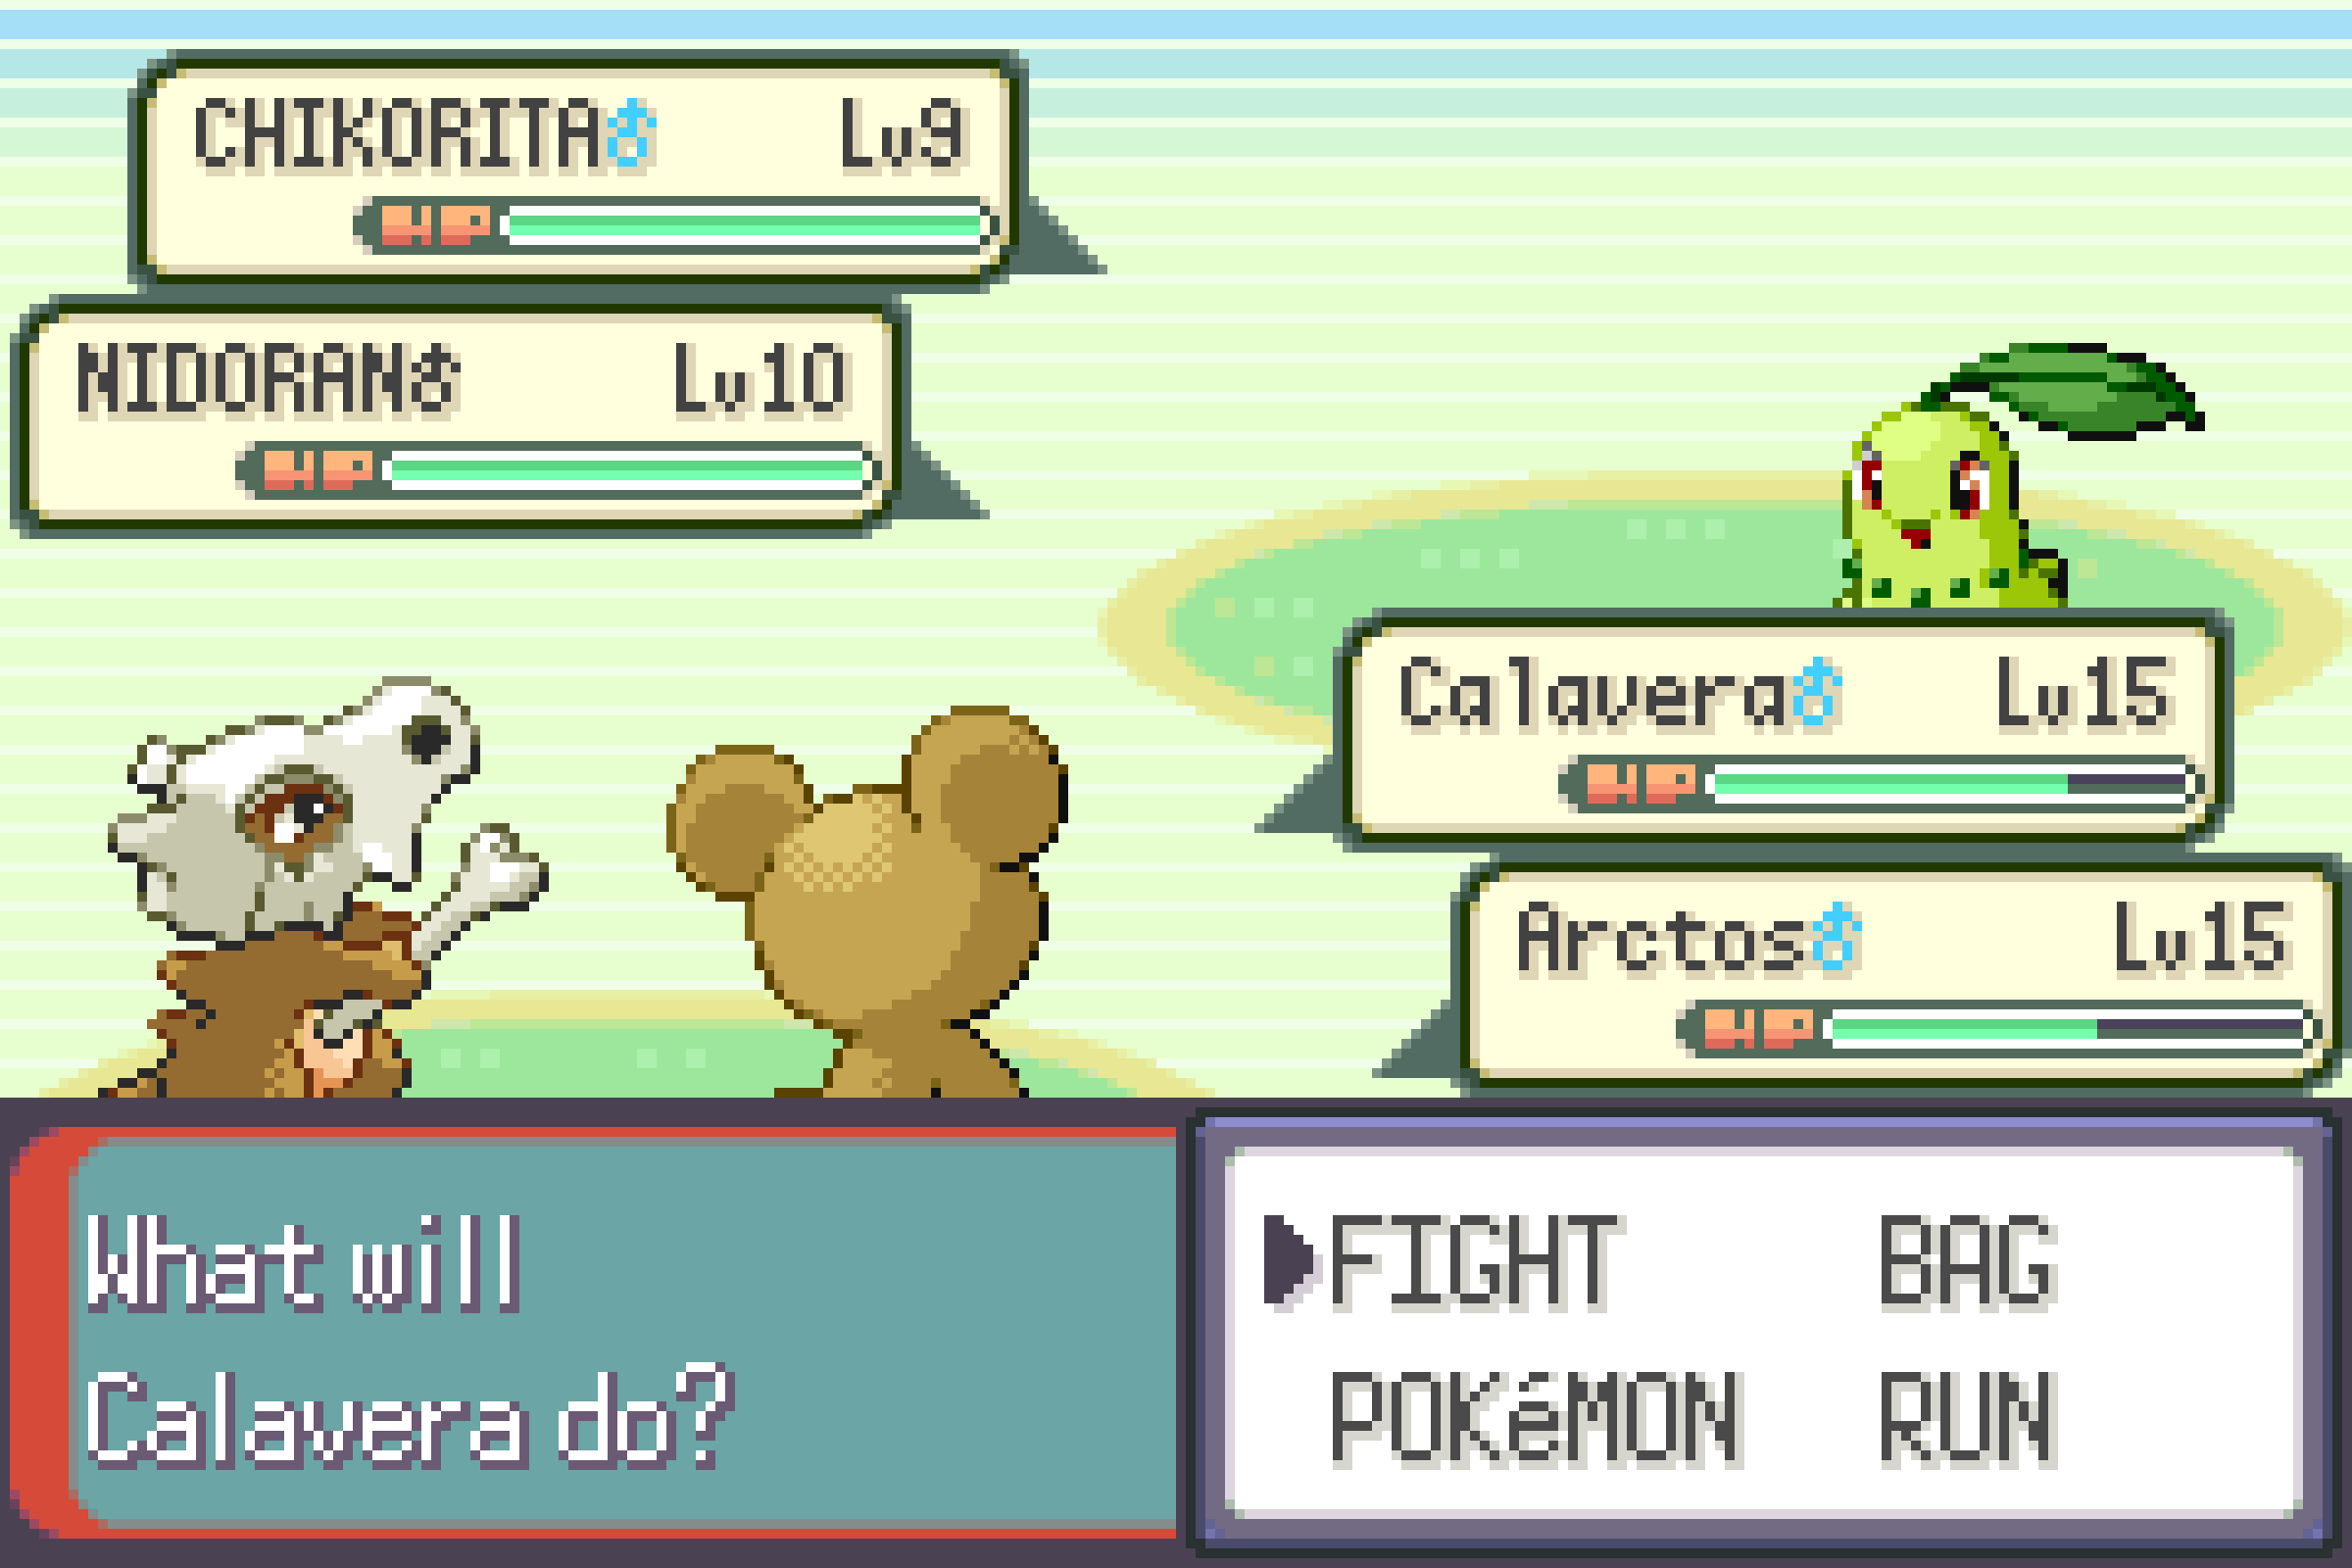 CHIKORITA♂ Lv9
HP
NIDORAN♂ Lv10
HP
Calavera♂ Lv15
HP
Arctos♂ Lv15
HP
What will
Calavera do?
FIGHT BAG
POKéMON RUN